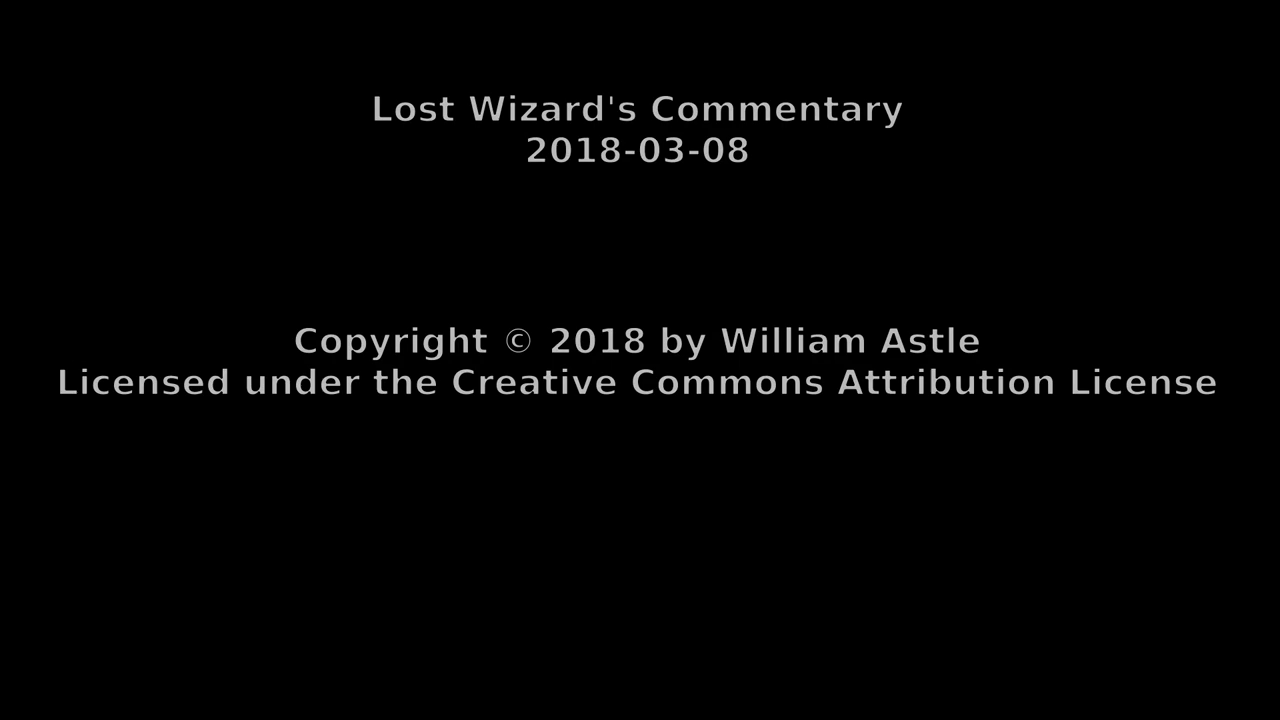 Lost Wizard's Commentary
2018-03-08
Copyright © 2018 by William Astle
Licensed under the Creative Commons Attribution License